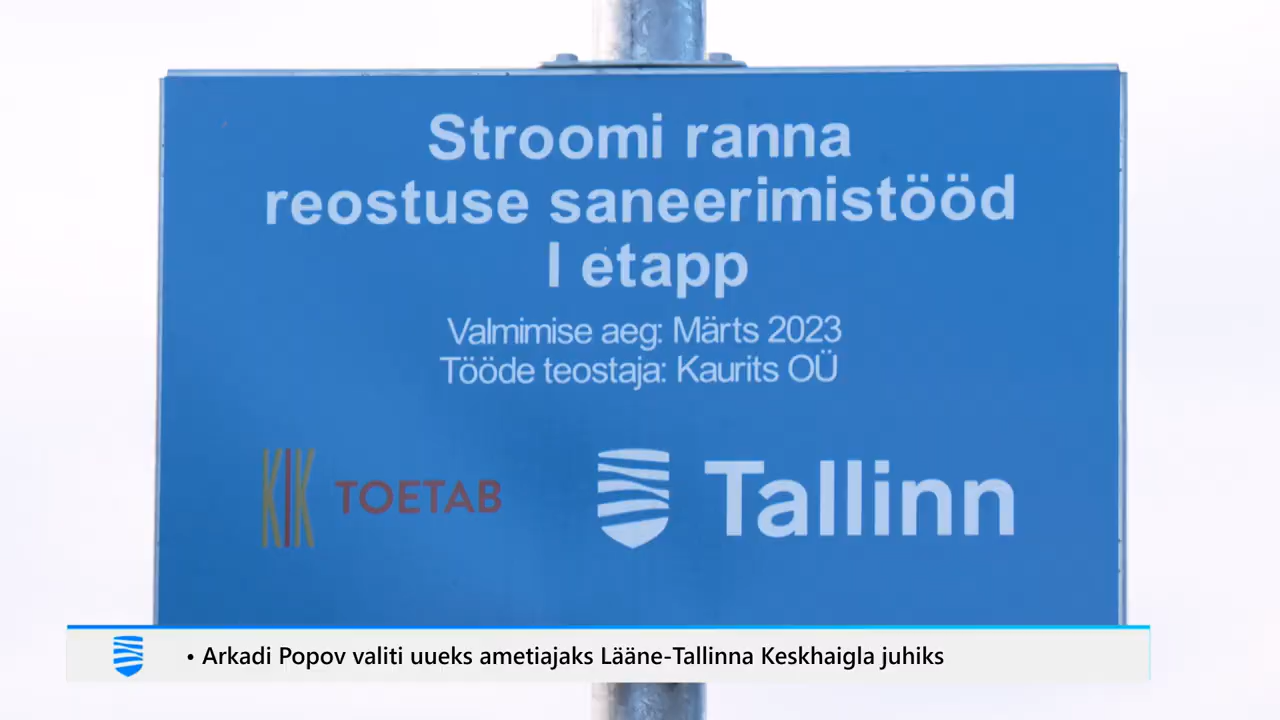 Stroomi ranna
reostuse saneerimistööd
I etapp
Valmimise aeg: Märts 2023
Tööde teostaja: Kaurits OÜ
KIK TOETAB
Tallinn
• Arkadi Popov valiti uueks ametiajaks Lääne-Tallinna Keskhaigla juhiks